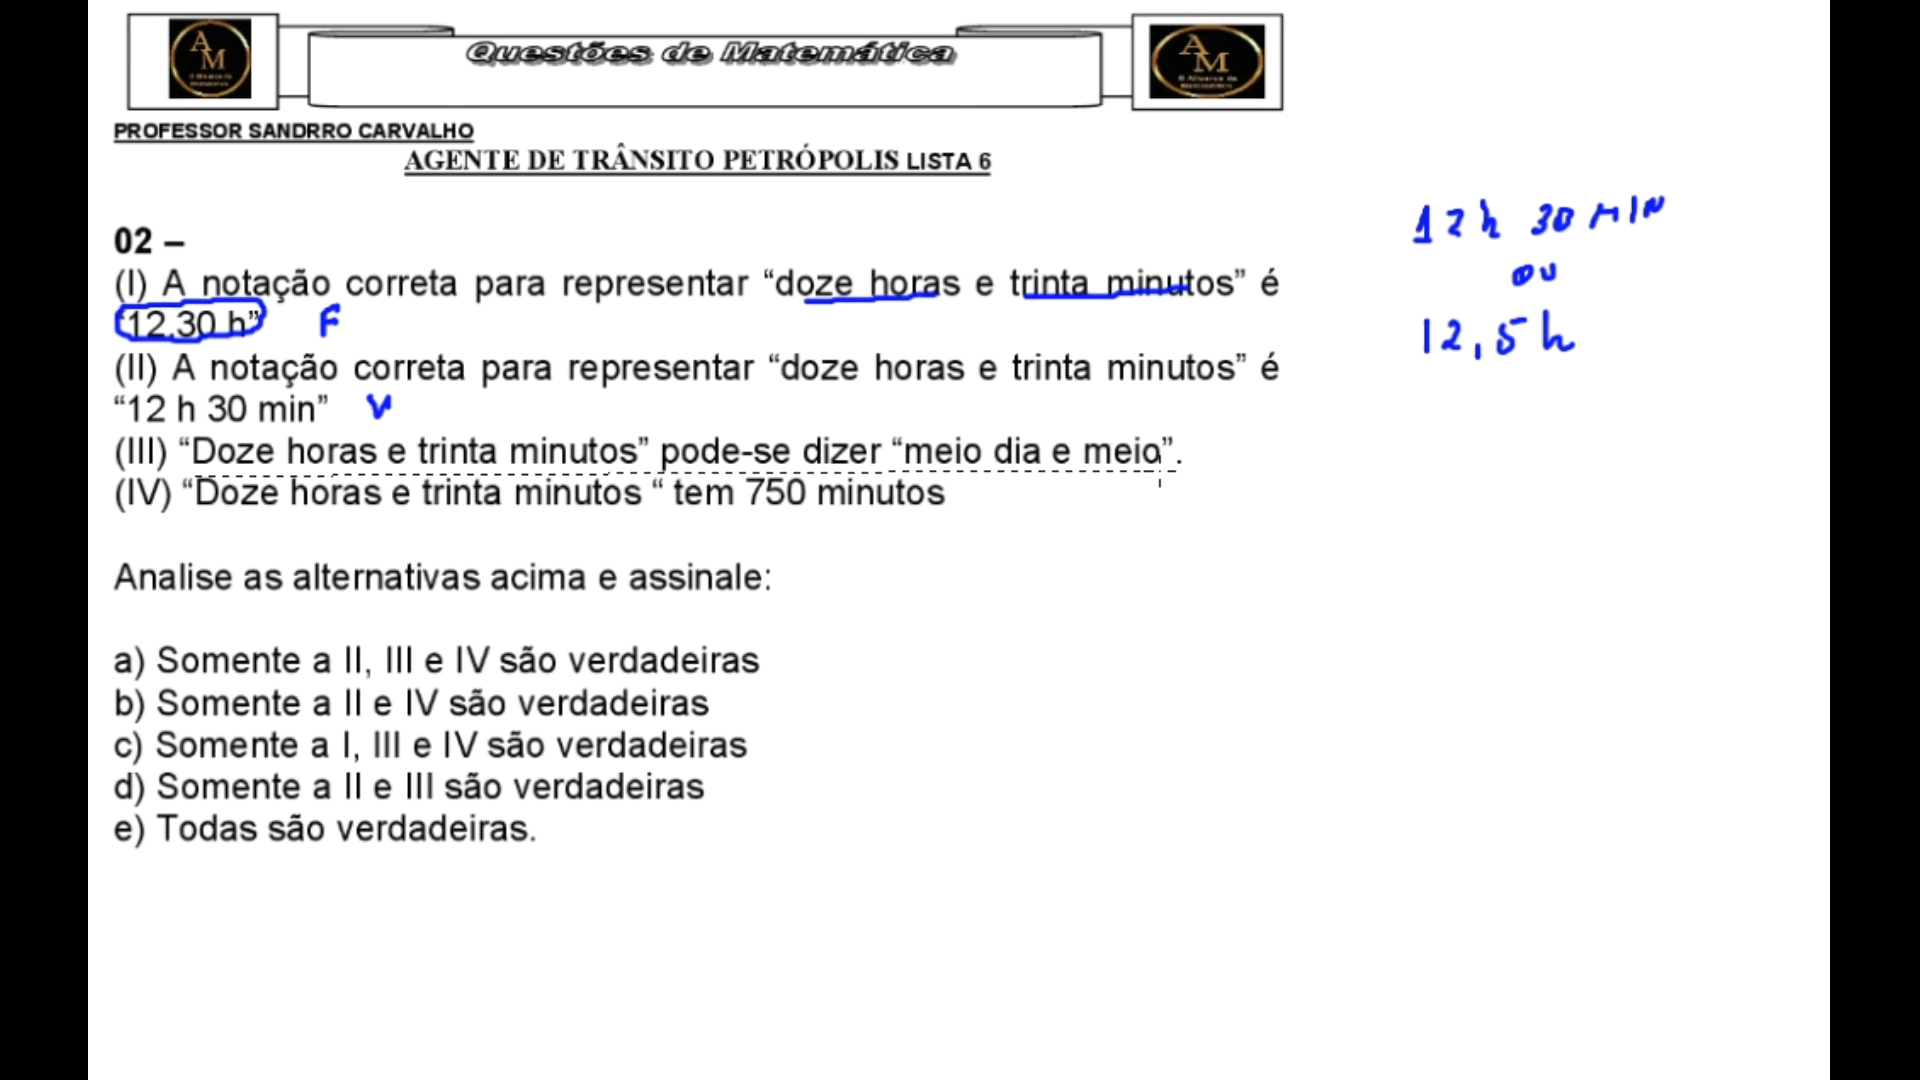 A
M
Questões de Matemática
A
M
PROFESSOR SANDRRO CARVALHO
AGENTE DE TRÂNSITO PETRÓPOLIS LISTA 6
12h 30 MIN
ou
12,5h
02 –
(I) A notação correta para representar “doze horas e trinta minutos” é
“12,30 h” F
(II) A notação correta para representar “doze horas e trinta minutos” é
“12 h 30 min” V
(III) “Doze horas e trinta minutos” pode-se dizer “meio dia e meio”.
(IV) “Doze horas e trinta minutos “ tem 750 minutos
Analise as alternativas acima e assinale:
a) Somente a II, III e IV são verdadeiras
b) Somente a II e IV são verdadeiras
c) Somente a I, III e IV são verdadeiras
d) Somente a II e III são verdadeiras
e) Todas são verdadeiras.